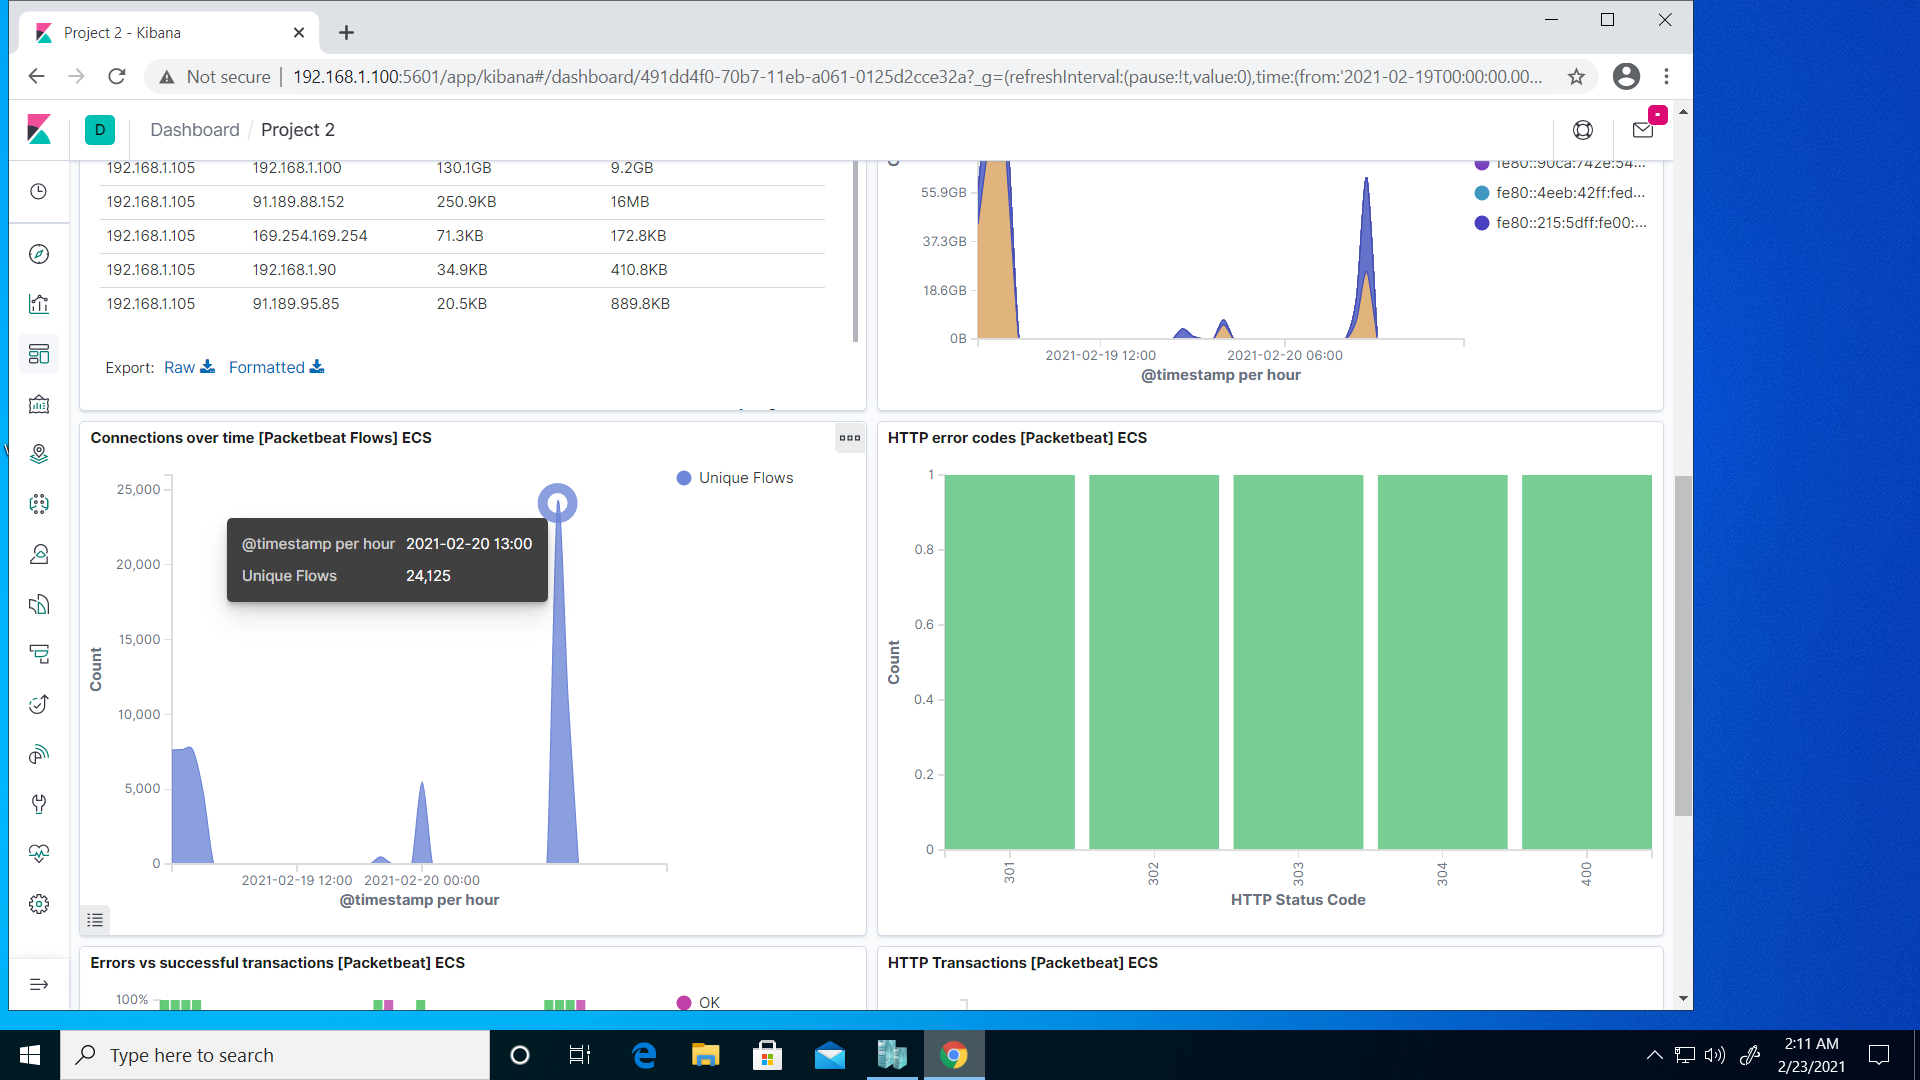 Project 2 - Kibana
Not secure | 192.168.1.100:5601/app/kibana#/dashboard/491dd4f0-70b7-11eb-a061-0125d2cce32a?_g=(refreshInterval:(pause:!t,value:0),time:(from:'2021-02-19T00:00:00.00...
D Dashboard / Project 2
192.168.1.105 192.168.1.100 130.1GB 9.2GB
192.168.1.105 91.189.88.152 250.9KB 16MB
192.168.1.105 169.254.169.254 71.3KB 172.8KB
192.168.1.105 192.168.1.90 34.9KB 410.8KB
192.168.1.105 91.189.95.85 20.5KB 889.8KB
Export: Raw Formatted
55.9GB
37.3GB
18.6GB
0B
2021-02-19 12:00 2021-02-20 06:00
@timestamp per hour
fe80::90ca:742e:54...
fe80::4eeb:42ff:fed...
fe80::215:5dff:fe00:...
Connections over time [Packetbeat Flows] ECS
Unique Flows
25,000
20,000
15,000
10,000
5,000
0
Count
@timestamp per hour 2021-02-20 13:00
Unique Flows 24,125
2021-02-19 12:00 2021-02-20 00:00
@timestamp per hour
HTTP error codes [Packetbeat] ECS
1
0.8
0.6
0.4
0.2
0
Count
301 302 303 304 400
HTTP Status Code
Errors vs successful transactions [Packetbeat] ECS
100%
OK
HTTP Transactions [Packetbeat] ECS
Type here to search
2:11 AM
2/23/2021